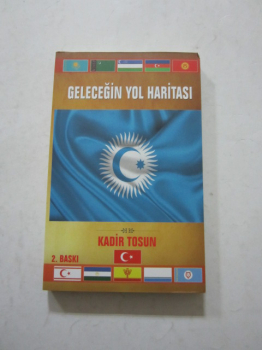 GELECEĞİN YOL HARİTASI
KADİR TOSUN
2. BASKI